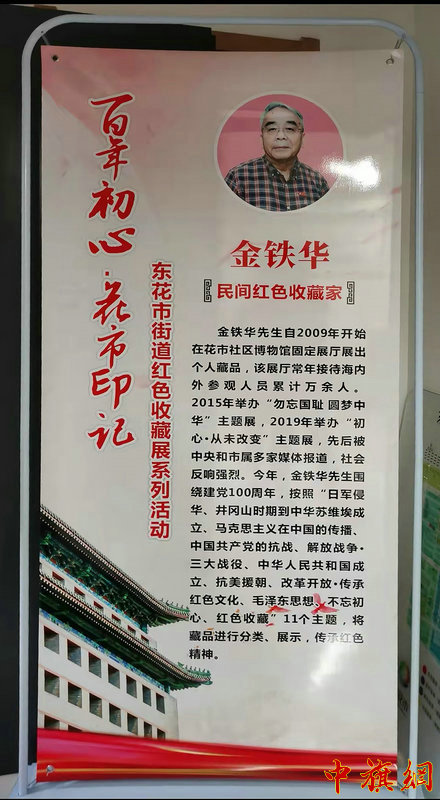 百年初心·花市印记
东花市街道红色收藏展系列活动
金铁华
民间红色收藏家
金铁华先生自2009年开始
在花市社区博物馆固定展厅展出
个人藏品，该展厅常年接待海内
外参观人员累计万余人。
2015年举办“勿忘国耻 圆梦中
华”主题展，2019年举办“初
心·从未改变”主题展，先后被
中央和市属多家媒体报道，社会
反响强烈。今年，金铁华先生围
绕建党100周年，按照“日军侵
华、井冈山时期到中华苏维埃成
立、马克思主义在中国的传播、
中国共产党的抗战、解放战争·
三大战役、中华人民共和国成
立、抗美援朝、改革开放·传承
红色文化、毛泽东思想、不忘初
心、红色收藏”11个主题，将
藏品进行分类、展示，传承红色
精神。
中旗網